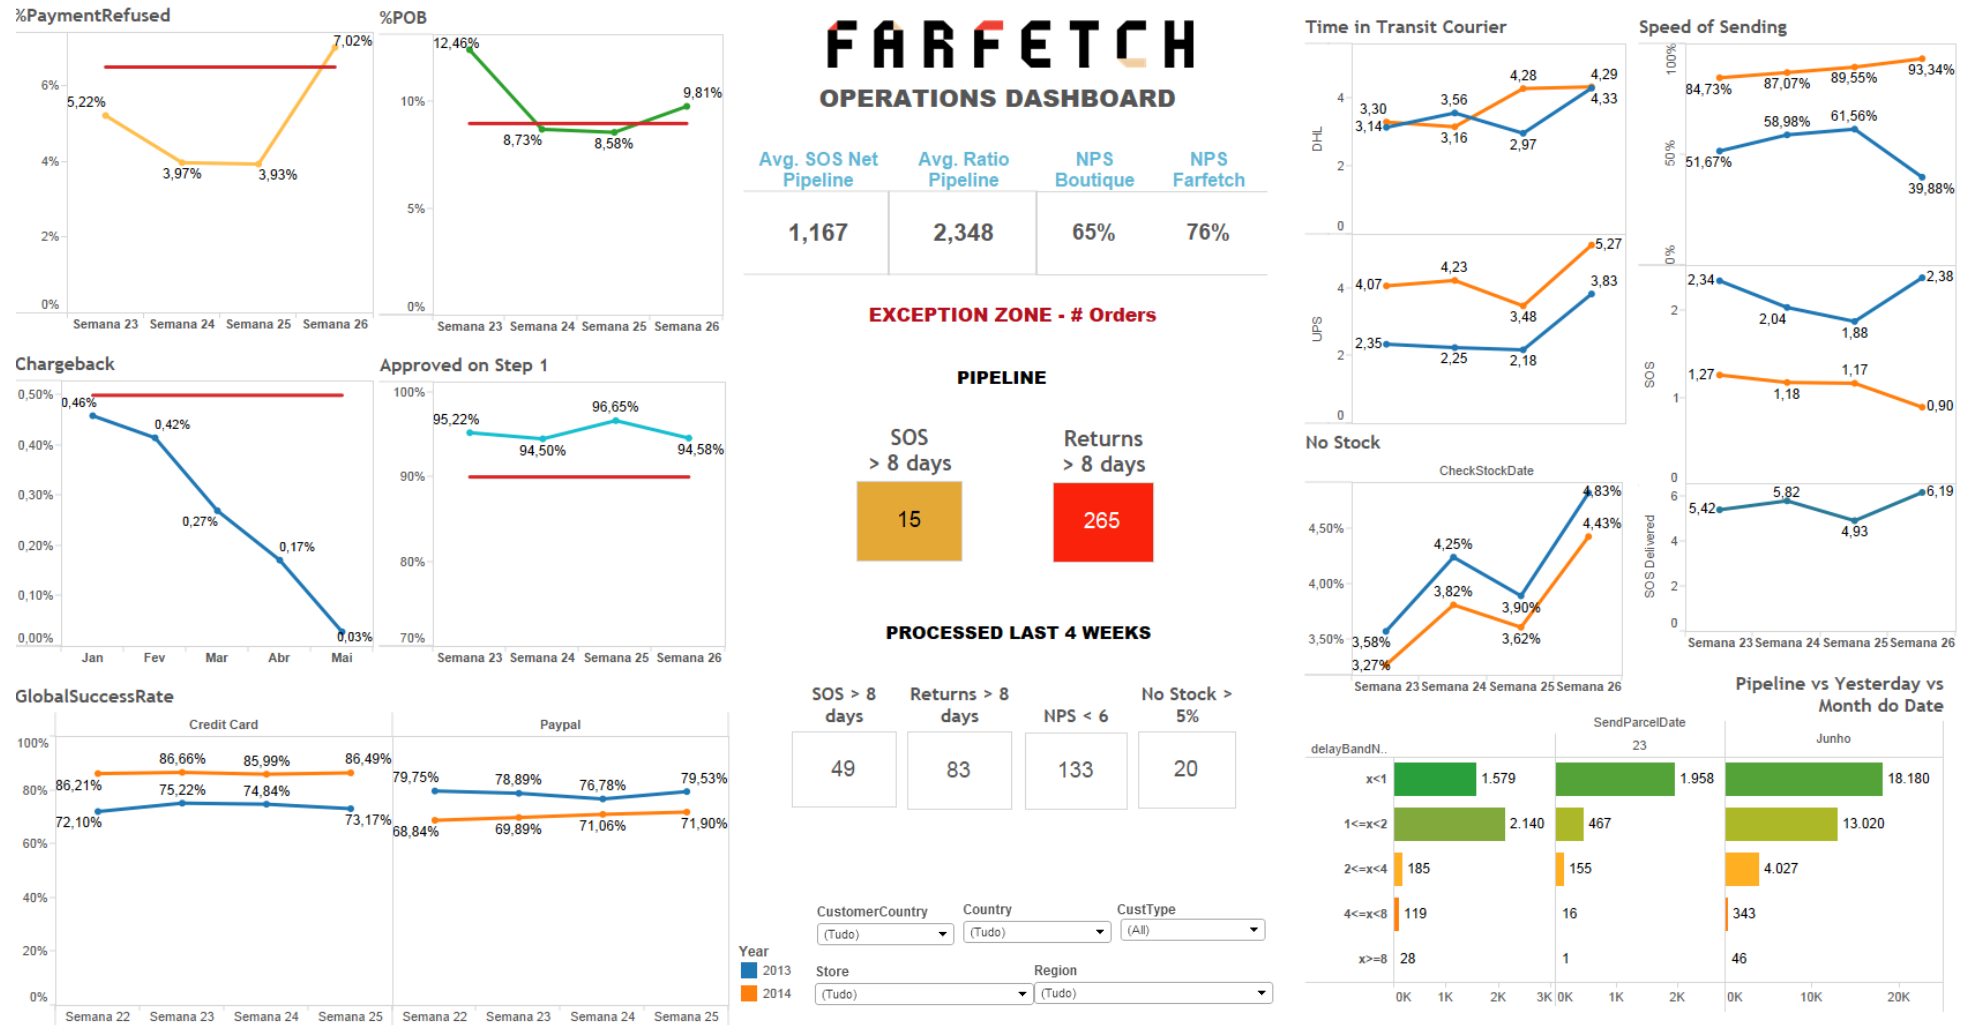 %PaymentRefused
6%
4%
2%
0%
5,22%
3,97%
3,93%
7,02%
Semana 23 Semana 24 Semana 25 Semana 26
%POB
10%
5%
0%
12,46%
8,73%
8,58%
9,81%
Semana 23 Semana 24 Semana 25 Semana 26
Chargeback
0,50%
0,40%
0,30%
0,20%
0,10%
0,00%
0,46%
0,42%
0,27%
0,17%
0,03%
Jan Fev Mar Abr Mai
Approved on Step 1
100%
90%
80%
70%
95,22%
94,50%
96,65%
94,58%
Semana 23 Semana 24 Semana 25 Semana 26
GlobalSuccessRate
Credit Card Paypal
100%
80%
60%
40%
20%
0%
86,21%
86,66%
85,99%
86,49%
72,10%
75,22%
74,84%
73,17%
79,75%
78,89%
76,78%
79,53%
68,84%
69,89%
71,06%
71,90%
Semana 22 Semana 23 Semana 24 Semana 25
Semana 22 Semana 23 Semana 24 Semana 25
FARFETCH
OPERATIONS DASHBOARD
Avg. SOS Net
Pipeline
Avg. Ratio
Pipeline
NPS
Boutique
NPS
Farfetch
1,167 2,348 65% 76%
EXCEPTION ZONE - # Orders
PIPELINE
SOS
> 8 days
Returns
> 8 days
15 265
PROCESSED LAST 4 WEEKS
SOS > 8
days
Returns > 8
days
NPS < 6
No Stock >
5%
49 83 133 20
CustomerCountry Country CustType
(Tudo) (Tudo) (All)
Year
2013
2014
Store Region
(Tudo) (Tudo)
Time in Transit Courier
DHL
4
2
0
3,30
3,14
3,56
3,16
4,28
2,97
4,29
4,33
UPS
4
2
0
4,07
4,23
3,48
5,27
2,35
2,25
2,18
3,83
No Stock
CheckStockDate
4,50%
4,00%
3,50%
3,58%
3,27%
4,25%
3,82%
3,90%
3,62%
4,83%
4,43%
Semana 23 Semana 24 Semana 25 Semana 26
Speed of Sending
100%
50%
0%
84,73%
87,07%
89,55%
93,34%
51,67%
58,98%
61,56%
39,88%
SOS
2
1
0
2,34
2,04
1,88
2,38
1,27
1,18
1,17
0,90
SOS Delivered
6
4
2
0
5,42
5,82
4,93
6,19
Semana 23 Semana 24 Semana 25 Semana 26
Pipeline vs Yesterday vs
Month do Date
SendParcelDate
delayBandN.. 23 Junho
x<1 1.579 1.958 18.180
1<=x<2 2.140 467 13.020
2<=x<4 185 155 4.027
4<=x<8 119 16 343
x>=8 28 1 46
0K 1K 2K 3K 0K 1K 2K 0K 10K 20K